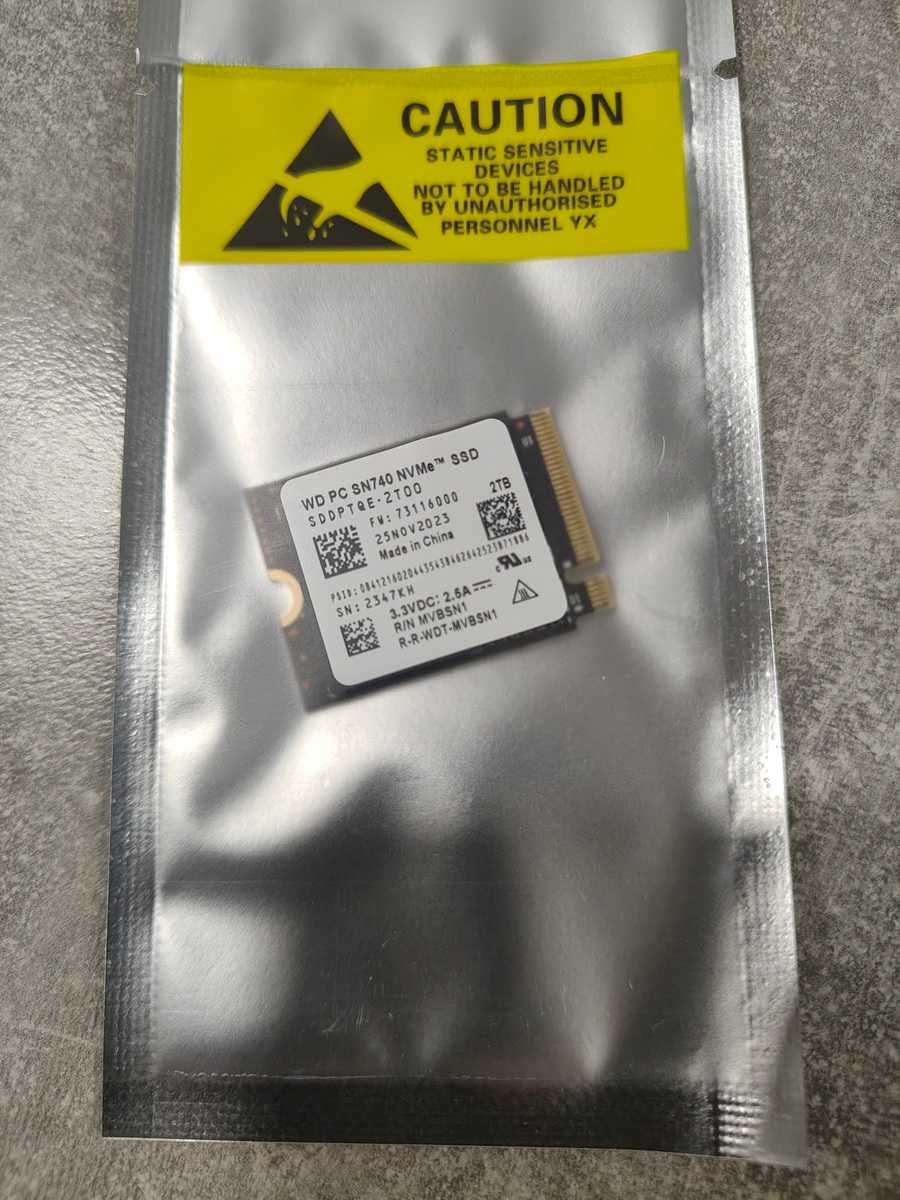 CAUTION
STATIC SENSITIVE
DEVICES
NOT TO BE HANDLED
BY UNAUTHORISED
PERSONNEL YX
WD PC SN740 NVMe™ SSD
SDDPTQE-2T00
2TB
FW: 73116000
25NOV2023
Made in China
SN: 2347KH
3.3VDC: 2.5A
R/N MVBSN1
R-R-WDT-MVBSN1